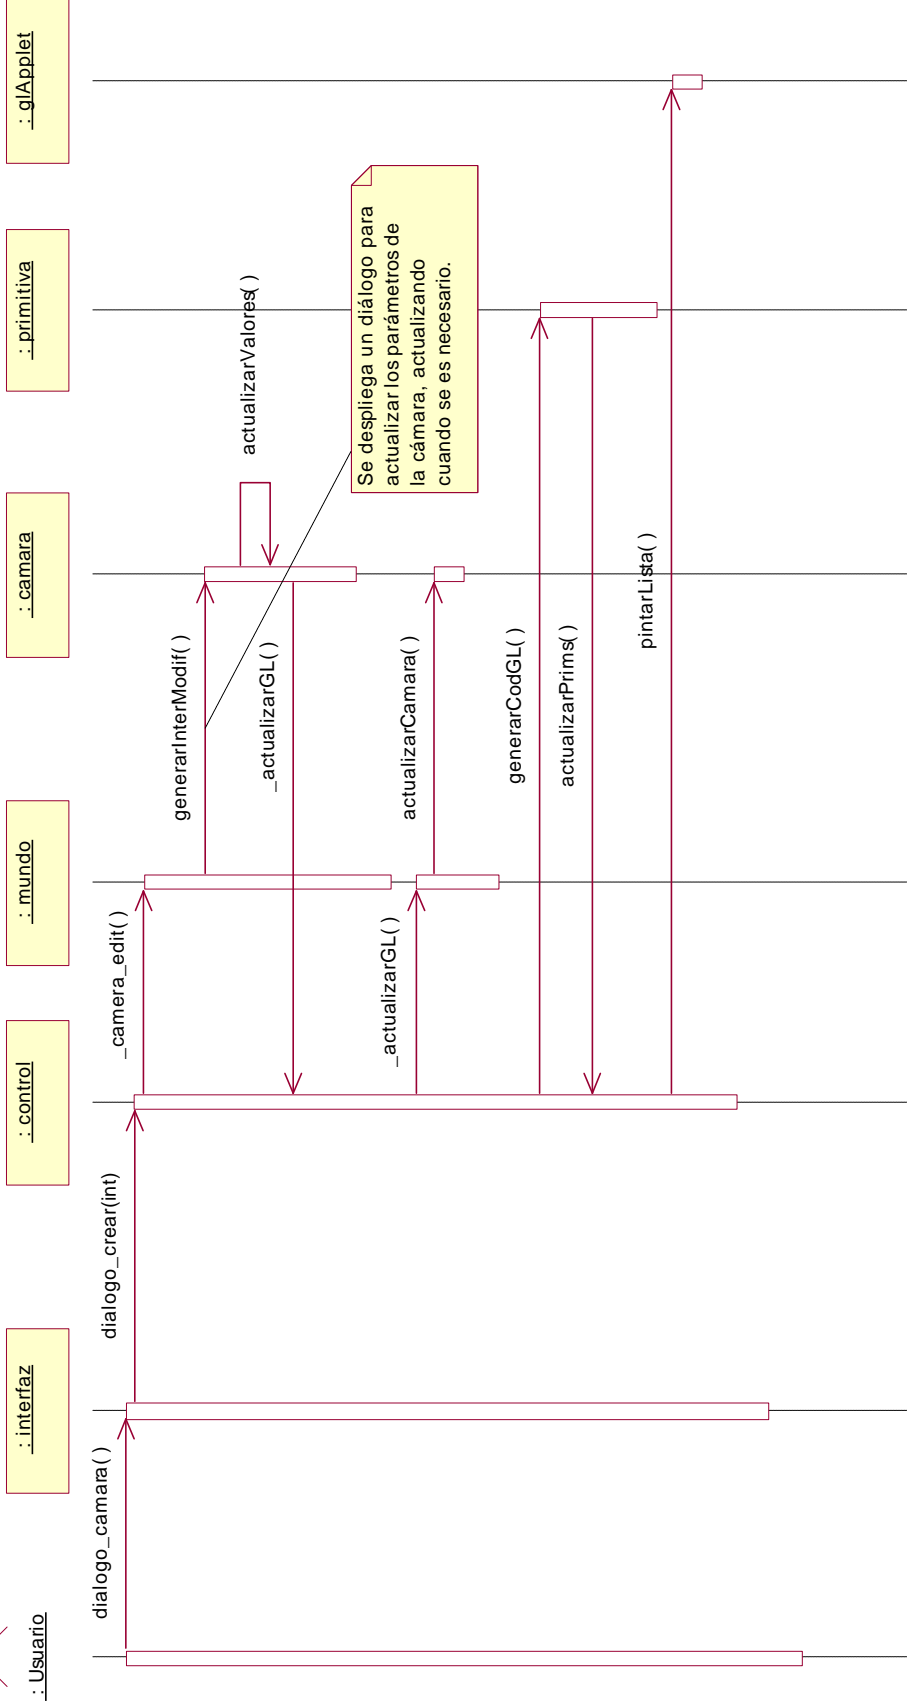 : Usuario
: interfaz
: control
: mundo
: camara
: primitiva
: glApplet
dialogo_camara( )
dialogo_crear(int)
_camera_edit( )
generarInterModif( )
actualizarValores( )
_actualizarGL( )
Se despliega un diálogo para
actualizar los parámetros de
la cámara, actualizando
cuando se es necesario.
_actualizarGL( )
actualizarCamara( )
generarCodGL( )
actualizarPrims( )
pintarLista( )